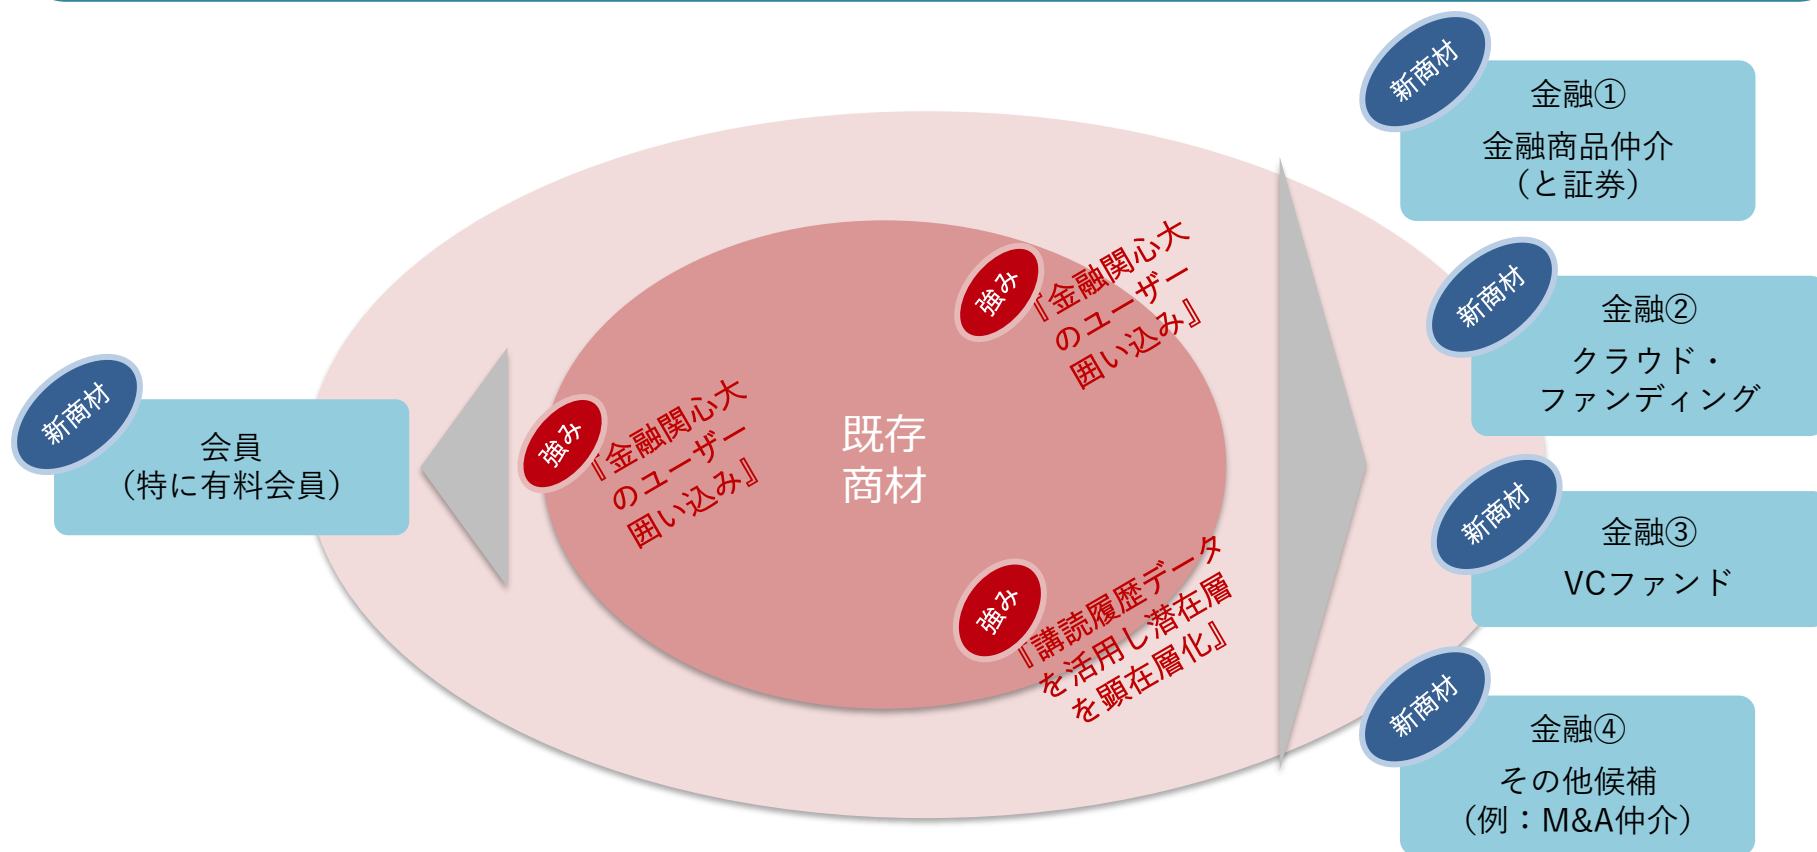 新商材
金融①
金融商品仲介
（と証券）
新商材
金融②
クラウド・
ファンディング
新商材
金融③
VCファンド
新商材
金融④
その他候補
（例：M&A仲介）
強み
『金融関心大
のユーザー
囲い込み』
強み
『金融関心大
のユーザー
囲い込み』
既存
商材
強み
『講読履歴データ
を活用し潜在層
を顕在層化』
新商材
会員
（特に有料会員）